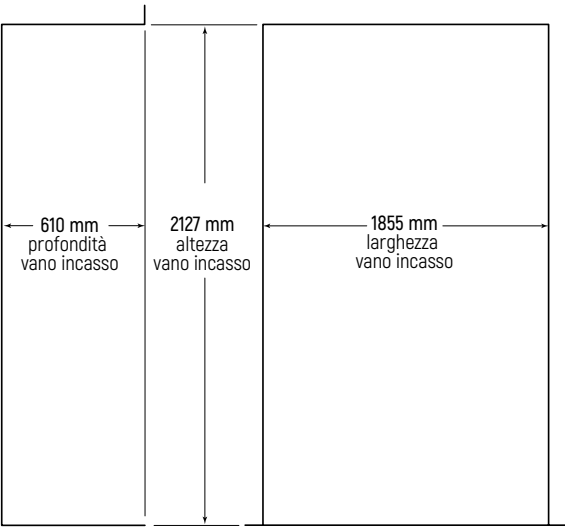 610 mm
profondità
vano incasso
2127 mm
altezza
vano incasso
1855 mm
larghezza
vano incasso